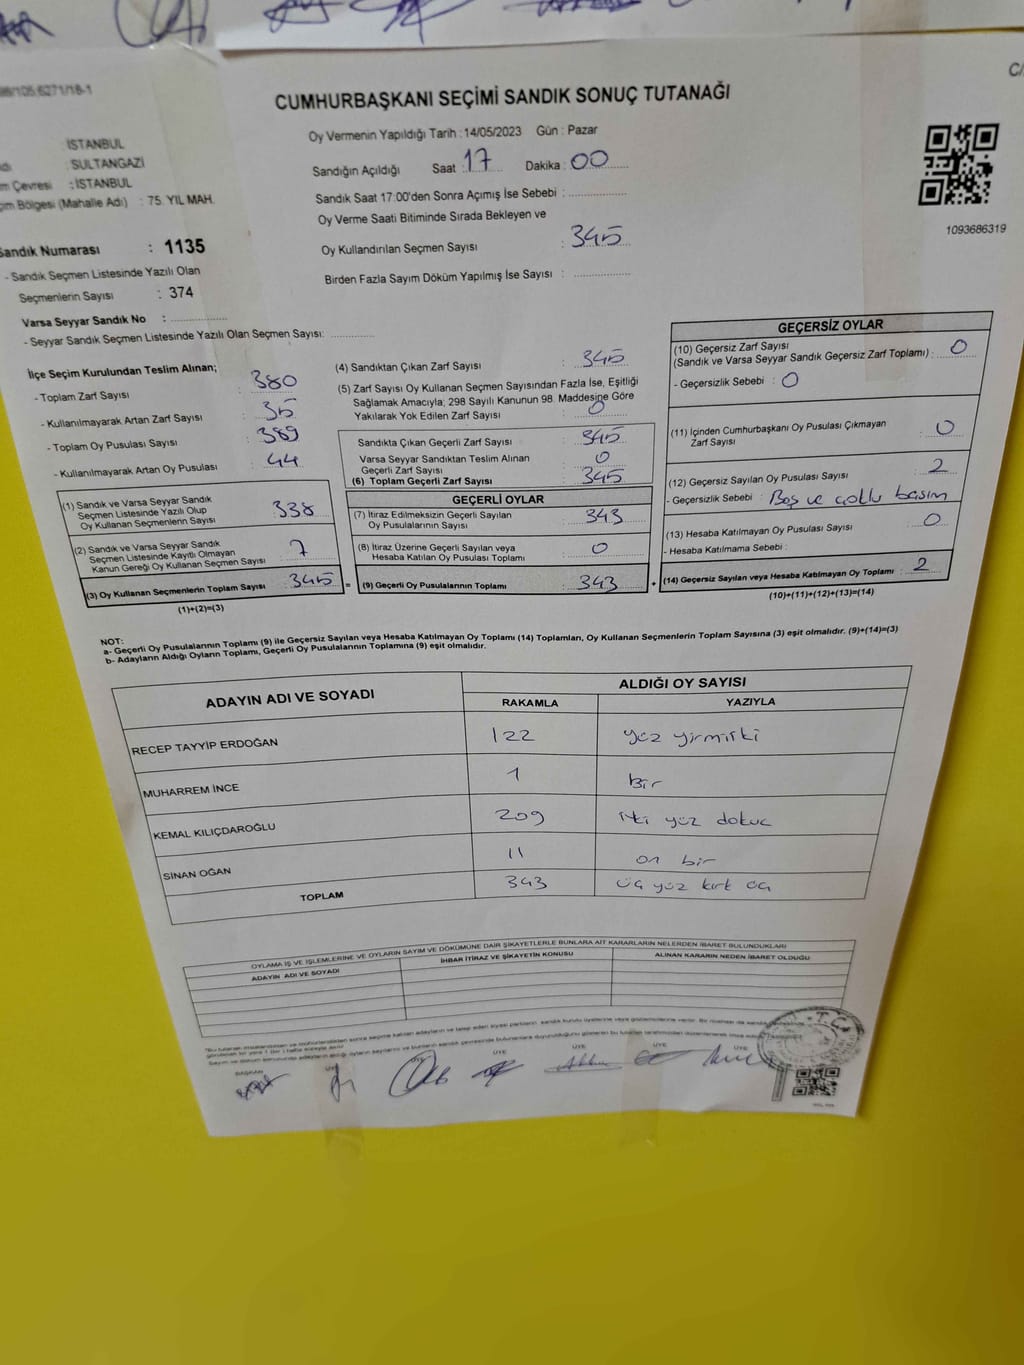 CUMHURBAŞKANI SEÇİMİ SANDIK SONUÇ TUTANAĞI
Oy Vermenin Yapıldığı Tarih : 14/05/2023 Gün : Pazar
Sandığın Açıldığı Saat : 17 Dakika : 00
Sandık Saat 17:00'den Sonra Açımış İse Sebebi :
Oy Verme Saati Bitiminde Sırada Bekleyen ve
Oy Kullandırılan Seçmen Sayısı : 345
Birden Fazla Sayım Döküm Yapılmış İse Sayısı :
1093686319
: İSTANBUL
: SULTANGAZİ
Çevresi : İSTANBUL
Bölgesi (Mahalle Adı) : 75. YIL MAH.
Sandık Numarası : 1135
- Sandık Seçmen Listesinde Yazılı Olan
Seçmenlerin Sayısı : 374
Varsa Seyyar Sandık No :
- Seyyar Sandık Seçmen Listesinde Yazılı Olan Seçmen Sayısı:
İlçe Seçim Kurulundan Teslim Alınan;
- Toplam Zarf Sayısı : 380
- Kullanılmayarak Artan Zarf Sayısı : 35
- Toplam Oy Pusulası Sayısı : 389
- Kullanılmayarak Artan Oy Pusulası : 44
(1) Sandık ve Varsa Seyyar Sandık
Seçmen Listesinde Yazılı Olup
Oy Kullanan Seçmenlerin Sayısı : 338
(2) Sandık ve Varsa Seyyar Sandık
Seçmen Listesinde Kayıtlı Olmayan
Kanun Gereği Oy Kullanan Seçmen Sayısı : 7
(3) Oy Kullanan Seçmenlerin Toplam Sayısı : 345
(1)+(2)=(3)
(4) Sandıktan Çıkan Zarf Sayısı : 345
(5) Zarf Sayısı Oy Kullanan Seçmen Sayısından Fazla İse, Eşitliği
Sağlamak Amacıyla; 298 Sayılı Kanunun 98. Maddesine Göre
Yakılarak Yok Edilen Zarf Sayısı : 0
Sandıkta Çıkan Geçerli Zarf Sayısı : 345
Varsa Seyyar Sandıktan Teslim Alınan
Geçerli Zarf Sayısı : 0
(6) Toplam Geçerli Zarf Sayısı : 345
GEÇERLİ OYLAR
(7) İtiraz Edilmeksizin Geçerli Sayılan
Oy Pusulalarının Sayısı : 343
(8) İtiraz Üzerine Geçerli Sayılan veya
Hesaba Katılan Oy Pusulası Toplamı : 0
= (9) Geçerli Oy Pusulalarının Toplamı : 343 +
GEÇERSİZ OYLAR
(10) Geçersiz Zarf Sayısı
(Sandık ve Varsa Seyyar Sandık Geçersiz Zarf Toplamı) : 0
- Geçersizlik Sebebi : 0
(11) İçinden Cumhurbaşkanı Oy Pusulası Çıkmayan
Zarf Sayısı : 0
(12) Geçersiz Sayılan Oy Pusulası Sayısı : 2
- Geçersizlik Sebebi : Boş ve çoklu basım
(13) Hesaba Katılmayan Oy Pusulası Sayısı : 0
- Hesaba Katılmama Sebebi :
(14) Geçersiz Sayılan veya Hesaba Katılmayan Oy Toplamı : 2
(10)+(11)+(12)+(13)=(14)
NOT:
a- Geçerli Oy Pusulalarının Toplamı (9) ile Geçersiz Sayılan veya Hesaba Katılmayan Oy Toplamı (14) Toplamları, Oy Kullanan Seçmenlerin Toplam Sayısına (3) eşit olmalıdır. (9)+(14)=(3)
b- Adayların Aldığı Oyların Toplamı, Geçerli Oy Pusulalarının Toplamına (9) eşit olmalıdır.
ADAYIN ADI VE SOYADI
ALDIĞI OY SAYISI
RAKAMLA YAZIYLA
RECEP TAYYİP ERDOĞAN 122 yüz yirmiiki
MUHARREM İNCE 1 bir
KEMAL KILIÇDAROĞLU 209 iki yüz dokuz
SİNAN OĞAN 11 on bir
TOPLAM 343 üç yüz kırk üç
OYLAMA İŞ VE İŞLEMLERİNE VE OYLARIN SAYIM VE DÖKÜMÜNE DAİR ŞİKAYETLERLE BUNLARA AİT KARARLARIN NELERDEN İBARET BULUNDUKLARI
ADAYIN ADI VE SOYADI İHBAR İTİRAZ VE ŞİKAYETİN KONUSU ALINAN KARARIN NEDEN İBARET OLDUĞU
BAŞKAN ÜYE ÜYE ÜYE ÜYE ÜYE
T.C.